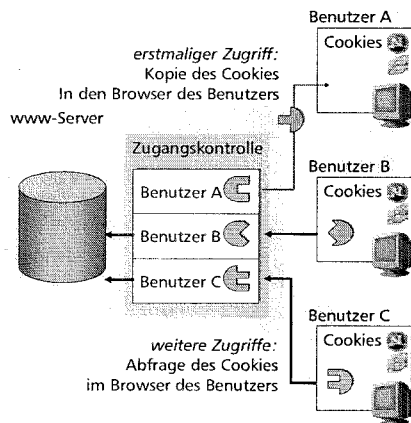 Benutzer A
Cookies
erstmaliger Zugriff:
Kopie des Cookies
In den Browser des Benutzers
www-Server
Zugangskontrolle
Benutzer A
Benutzer B
Benutzer C
Benutzer B
Cookies
Benutzer C
Cookies
weitere Zugriffe:
Abfrage des Cookies
im Browser des Benutzers